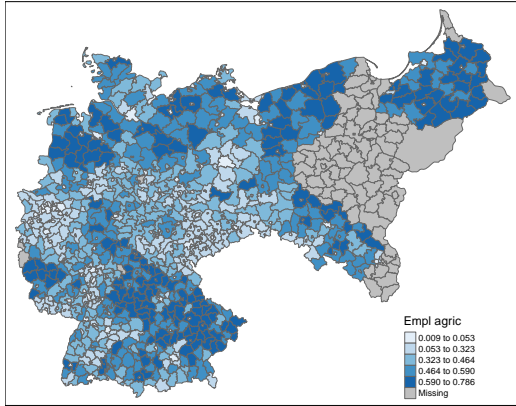 Empl agric
0.009 to 0.053
0.053 to 0.323
0.323 to 0.464
0.464 to 0.590
0.590 to 0.786
Missing